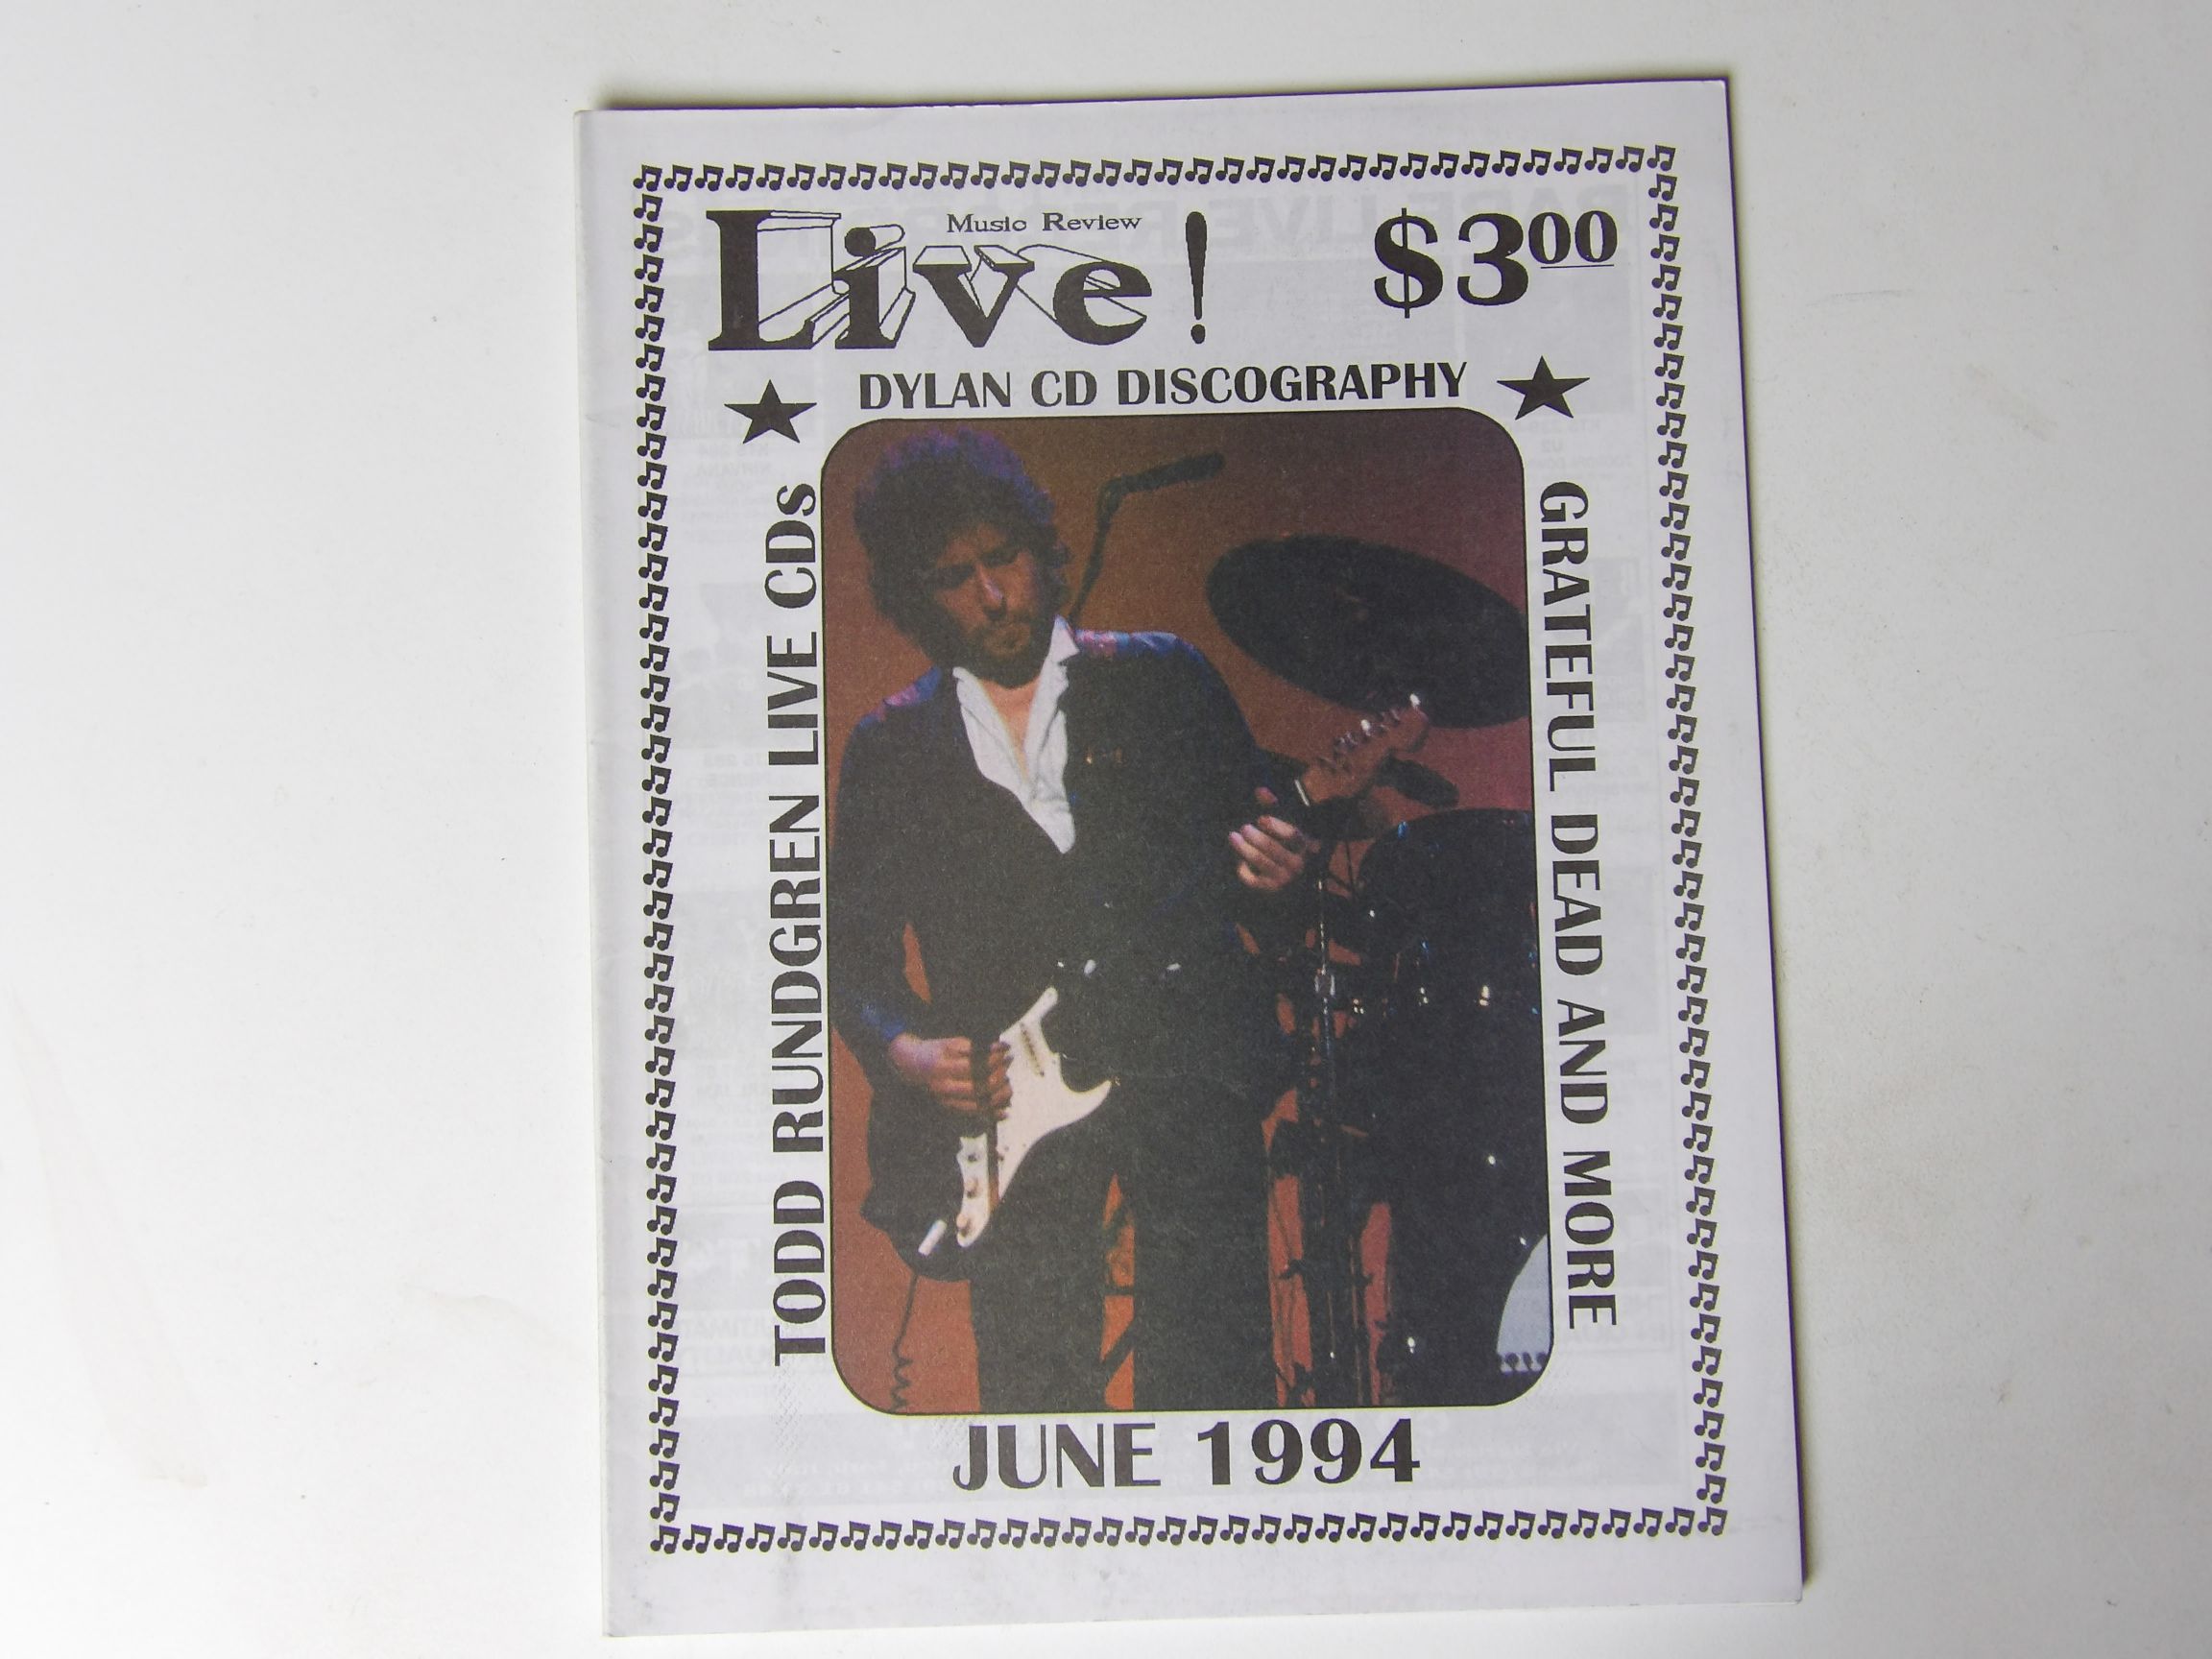 Music Review
Live!
$3.00
DYLAN CD DISCOGRAPHY
TODD RUNDGREN LIVE CDs
GRATEFUL DEAD AND MORE
JUNE 1994